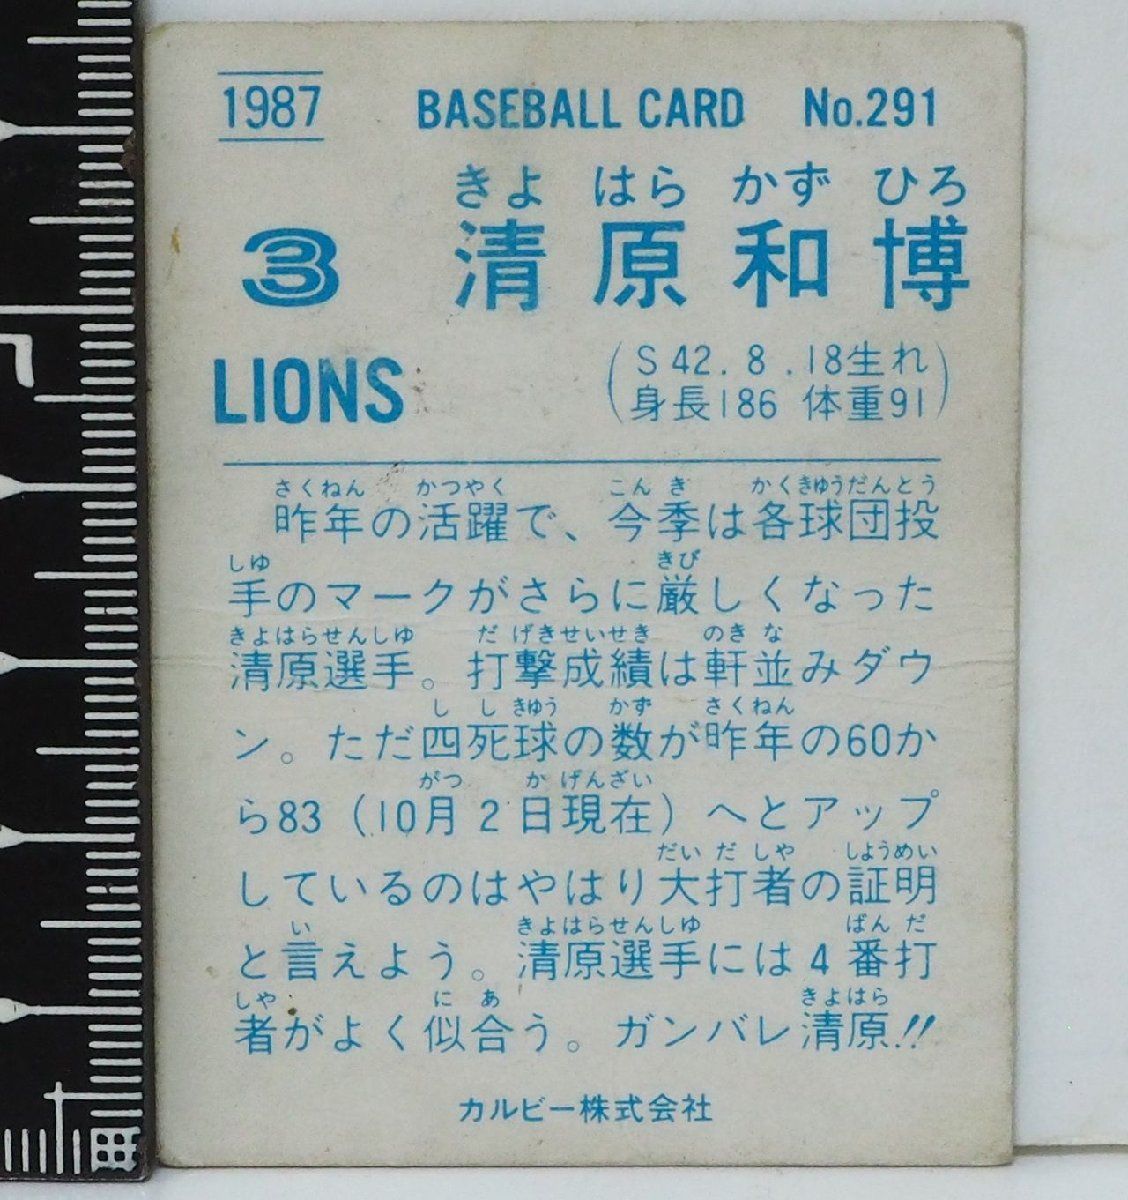 1987 BASEBALL CARD No.291
きよ はら かず ひろ
3 清原和博
LIONS
(S42.8.18生れ
身長186 体重91)
さくねん かつやく こんき かくきゅうだんとう
昨年の活躍で、今季は各球団投
しゆ きび
手のマークがさらに厳しくなった
きよはらせんしゆ だげきせいせき のきな
清原選手。打撃成績は軒並みダウ
ししきゅう かず さくねん
ン。ただ四死球の数が昨年の60か
がつ かげんざい
ら83(10月2日現在)へとアップ
だいだしや しようめい
しているのはやはり大打者の証明
い きよはらせんしゆ ばんだ
と言えよう。清原選手には4番打
しや にあ きよはら
者がよく似合う。ガンバレ清原!!
カルビー株式会社